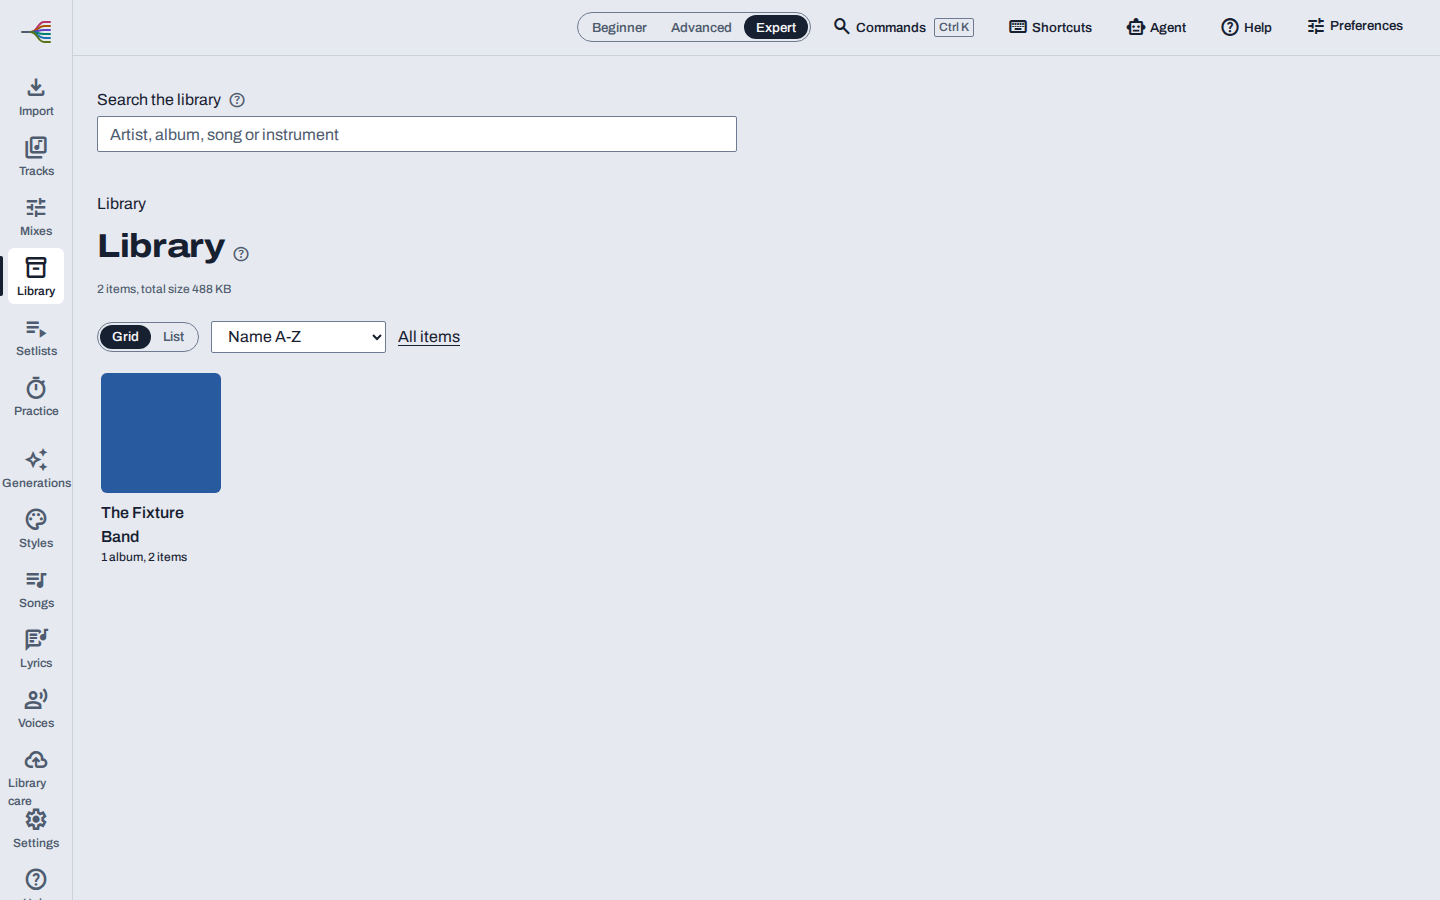 Beginner
Advanced
Expert
Commands
Ctrl K
Shortcuts
Agent
Help
Preferences
Import
Tracks
Mixes
Library
Setlists
Practice
Generations
Styles
Songs
Lyrics
Voices
Library
care
Settings
Search the library
Artist, album, song or instrument
Library
Library
2 items, total size 488 KB
Grid
List
Name A-Z
All items
The Fixture
Band
1 album, 2 items